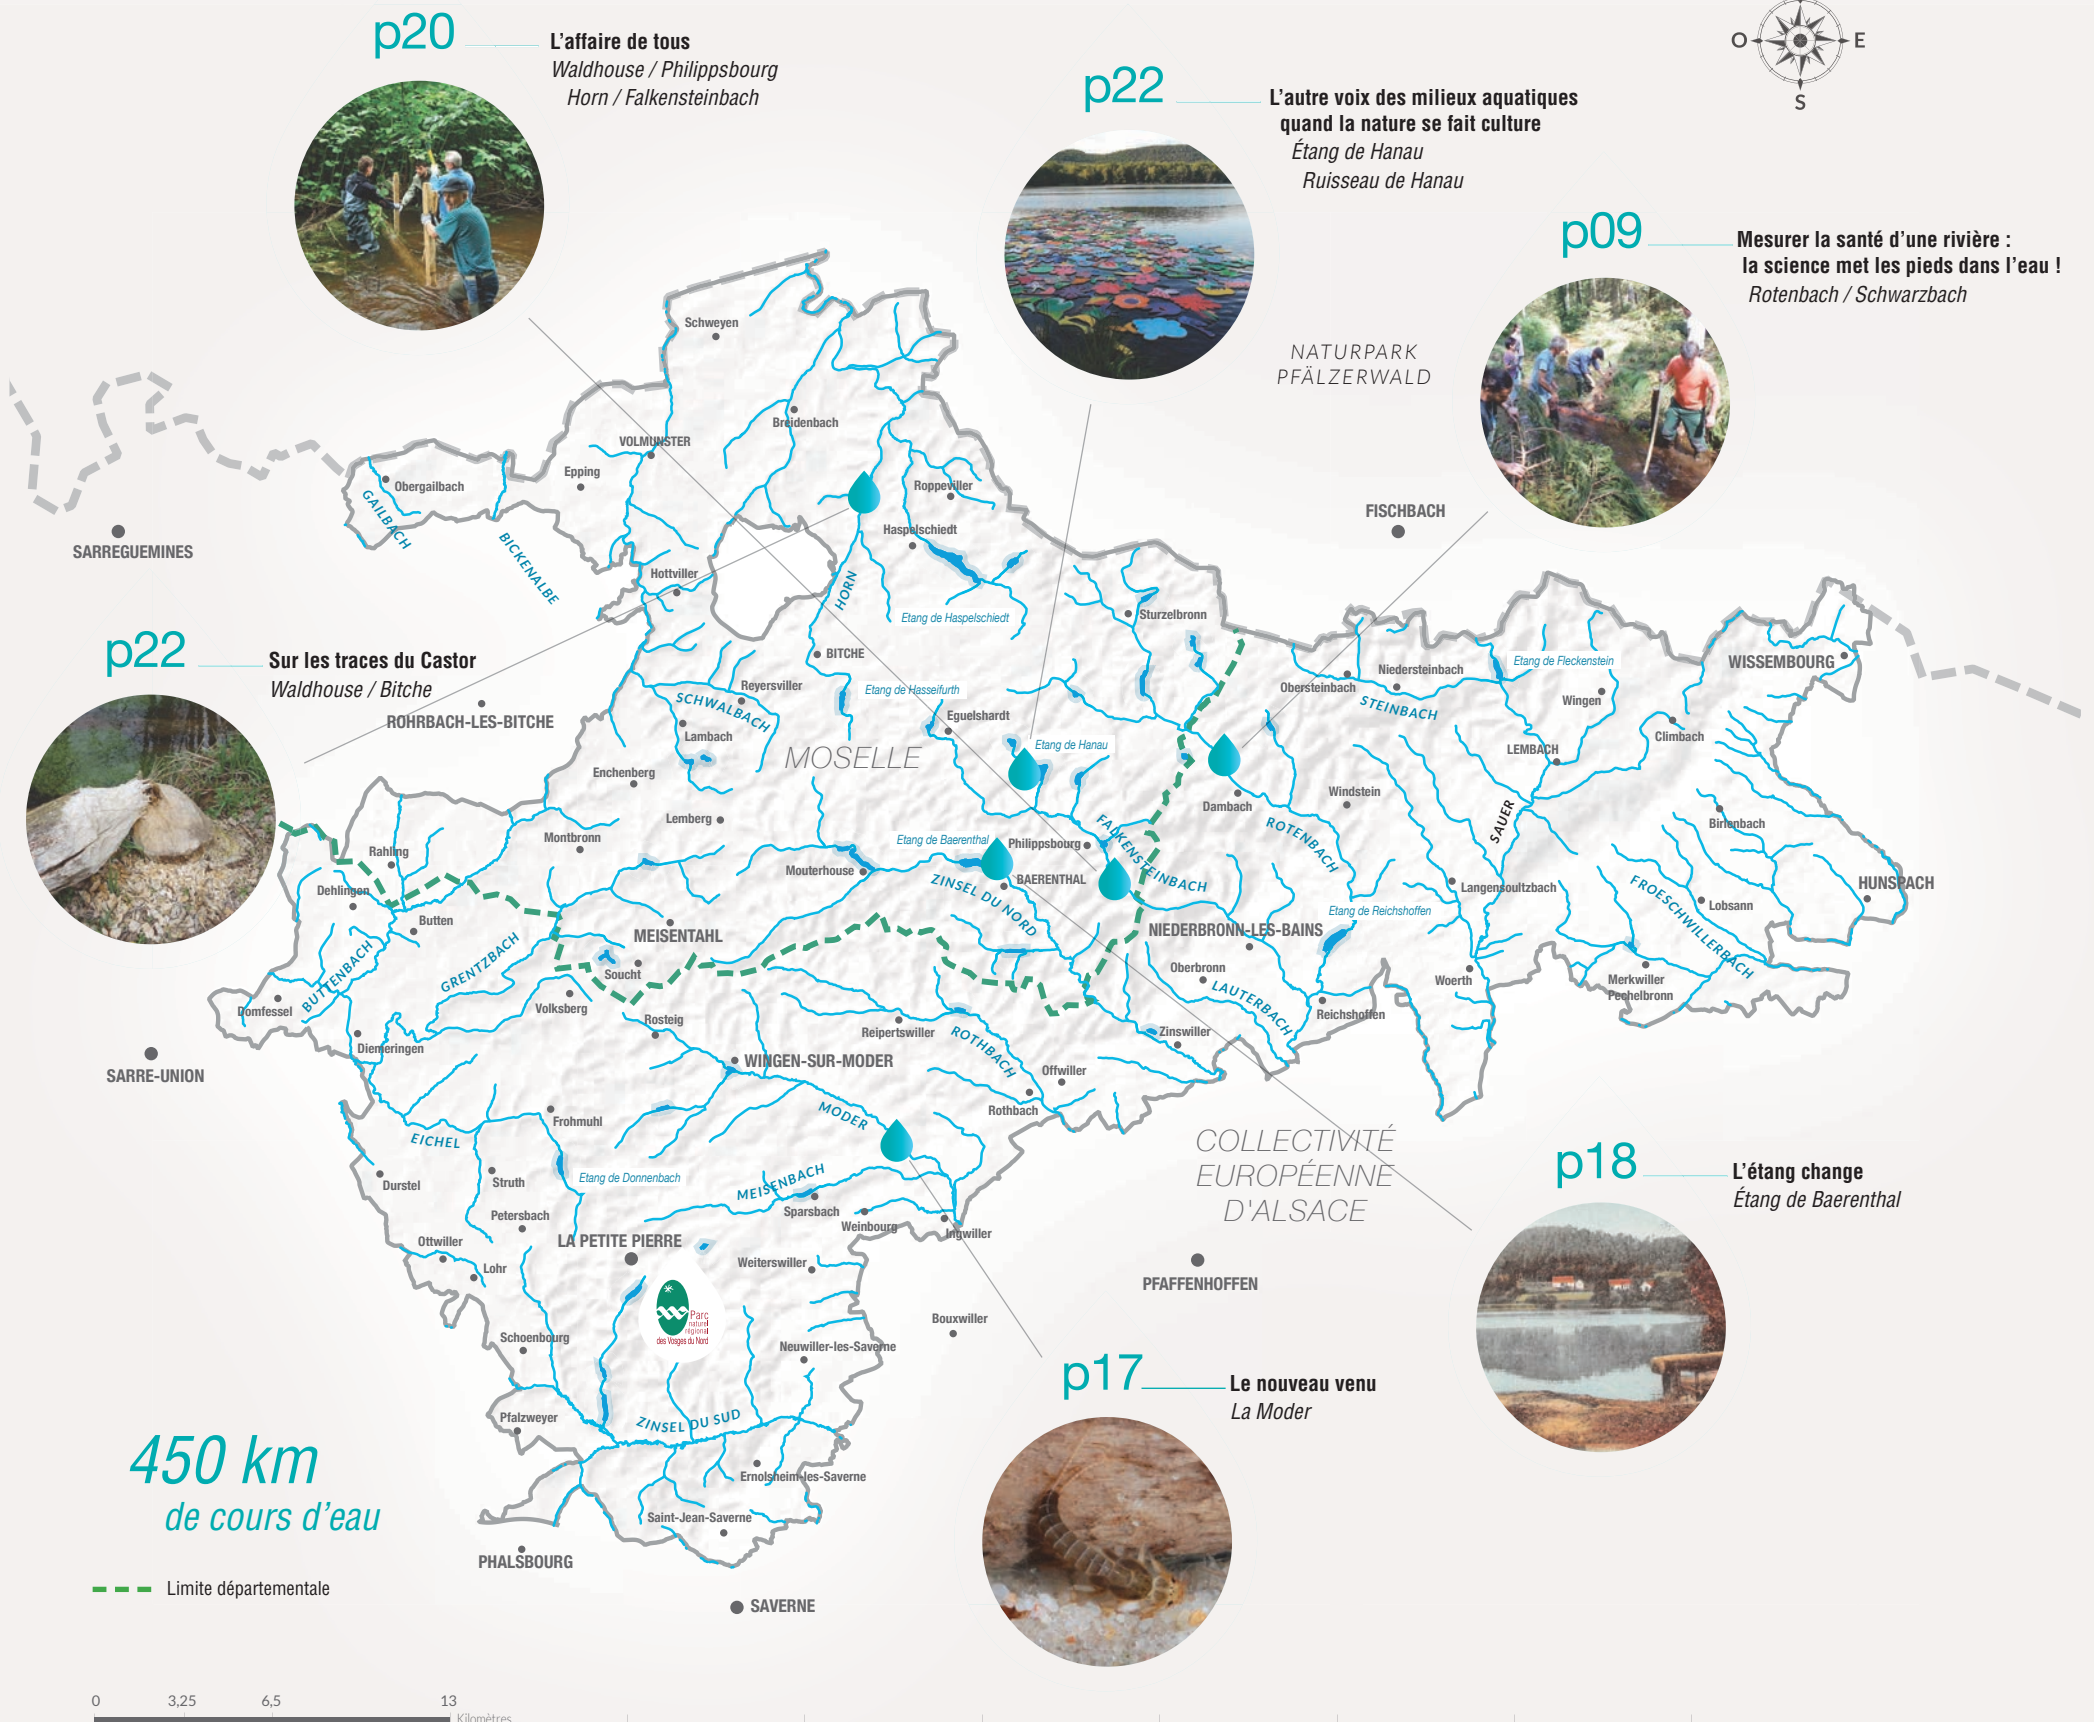 p20
L'affaire de tous
Waldhouse / Philippsbourg
Horn / Falkensteinbach
p22
L'autre voix des milieux aquatiques
quand la nature se fait culture
Étang de Hanau
Ruisseau de Hanau
O
E
S
p09
Mesurer la santé d'une rivière :
la science met les pieds dans l'eau !
Rotenbach / Schwarzbach
NATURPARK
PFÄLZERWALD
Schweyen
Breidenbach
VOLMUNSTER
Epping
Obergailbach
GAILBACH
BICKENALBE
Roppeviller
Haspelschiedt
FISCHBACH
SARREGUEMINES
Hottviller
HORN
Etang de Haspelschiedt
Sturzelbronn
p22
Sur les traces du Castor
Waldhouse / Bitche
BITCHE
Reyersviller
Etang de Hasselfurth
SCHWALBACH
Lambach
ROHRBACH-LES-BITCHE
Eguelshardt
Etang de Hanau
MOSELLE
Obersteinbach
Niedersteinbach
STEINBACH
Etang de Fleckenstein
Wingen
WISSEMBOURG
Climbach
LEMBACH
Enchenberg
Lemberg
Montbronn
Rahling
Dehlingen
Butten
Mouterhouse
Etang de Baerenthal
Philippsbourg
BAERENTHAL
FALKENSTEINBACH
ZINSEL DU NORD
Dambach
Windstein
ROTENBACH
SAUER
Birlenbach
Langensoultzbach
HUNSPACH
Lobsann
FROESCHWILLERBACH
Etang de Reichshoffen
NIEDERBRONN-LES-BAINS
Oberbronn
LAUTERBACH
Reichshoffen
Woerth
Merkwiller
Pechelbronn
MEISENTAHL
Soucht
GRENTZBACH
BUTTENBACH
Domfessel
Volksberg
Rosteig
Diemeringen
SARRE-UNION
Reipertswiller
ROTHBACH
Zinswiller
WINGEN-SUR-MODER
Offwiller
Rothbach
Frohmuhl
MODER
EICHEL
Durstel
Struth
Etang de Donnenbach
MEISENBACH
Sparsbach
Weinbourg
Ingwiller
COLLECTIVITÉ
EUROPÉENNE
D'ALSACE
p18
L'étang change
Étang de Baerenthal
Petersbach
Ottwiller
Lohr
LA PETITE PIERRE
Weiterswiller
PFAFFENHOFFEN
Parc
naturel
régional
des Vosges du Nord
Bouxwiller
Schoenbourg
Neuwiller-les-Saverne
p17
Le nouveau venu
La Moder
Pfalzweyer
ZINSEL DU SUD
Ernolsheim-les-Saverne
Saint-Jean-Saverne
450 km
de cours d'eau
PHALSBOURG
Limite départementale
SAVERNE
0
3,25
6,5
13
Kilomètres